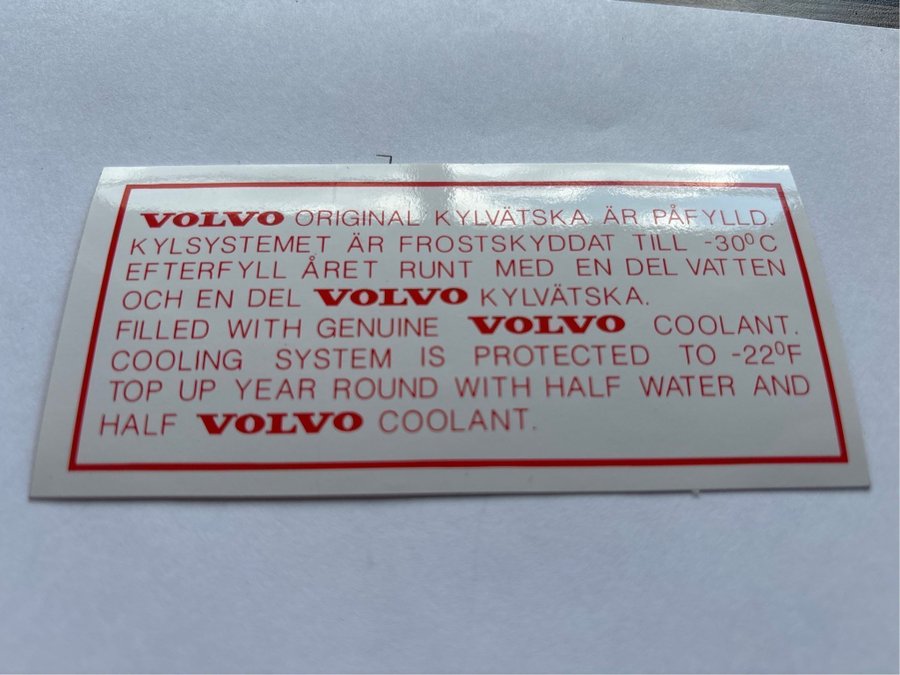 VOLVO ORIGINAL KYLVÄTSKA ÄR PÅFYLLD.
KYLSYSTEMET ÄR FROSTSKYDDAT TILL -30⁰C
EFTERFYLL ÅRET RUNT MED EN DEL VATTEN
OCH EN DEL VOLVO KYLVÄTSKA.
FILLED WITH GENUINE VOLVO COOLANT.
COOLING SYSTEM IS PROTECTED TO -22⁰F
TOP UP YEAR ROUND WITH HALF WATER AND
HALF VOLVO COOLANT.